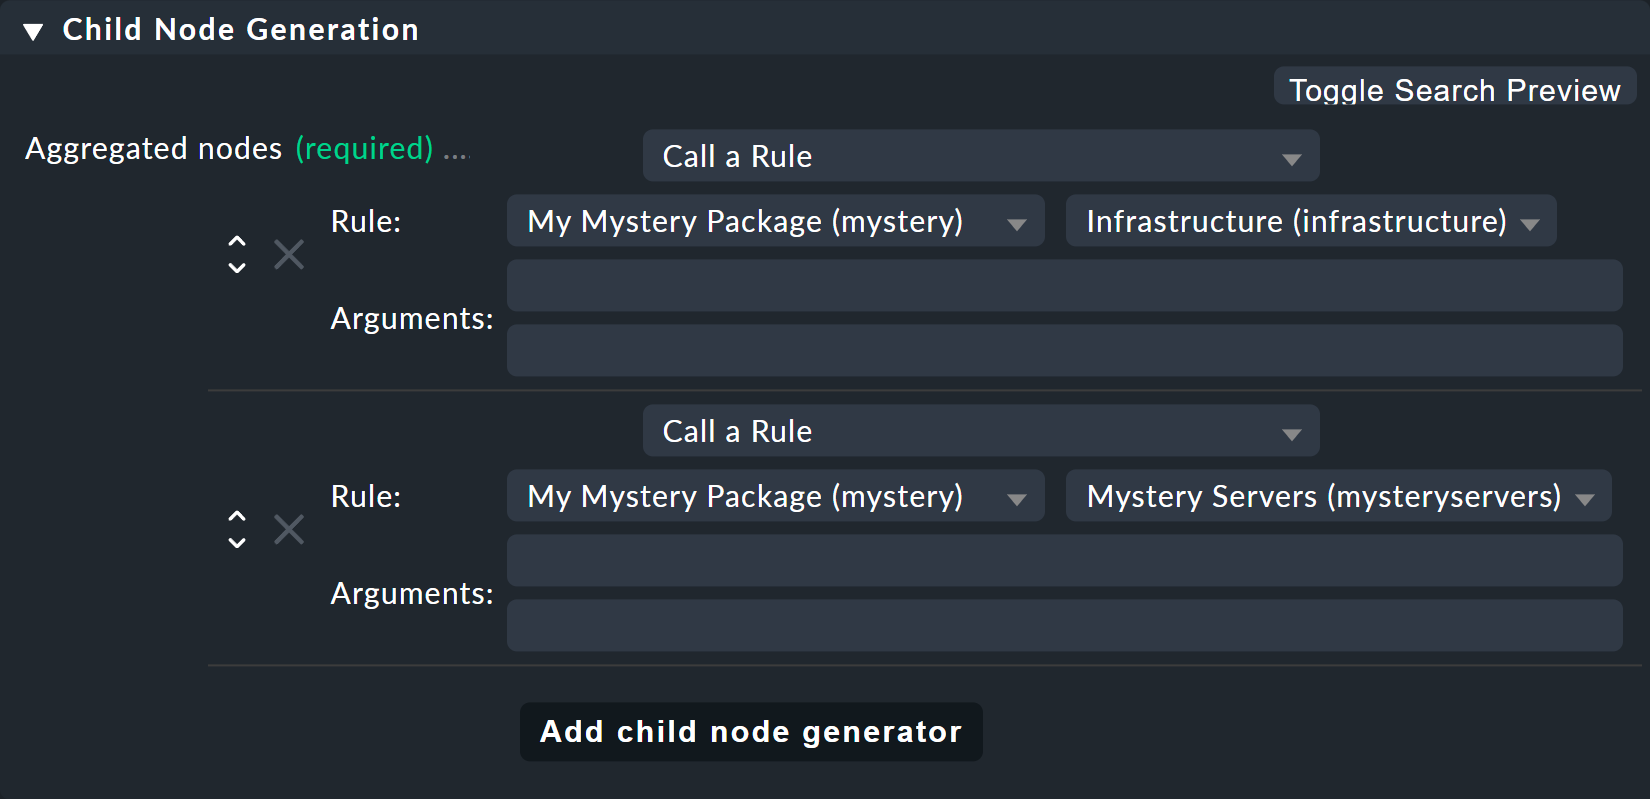 Child Node Generation
Toggle Search Preview
Aggregated nodes (required) ....
Call a Rule
Rule: My Mystery Package (mystery) Infrastructure (infrastructure)
Arguments:
Call a Rule
Rule: My Mystery Package (mystery) Mystery Servers (mysteryservers)
Arguments:
Add child node generator